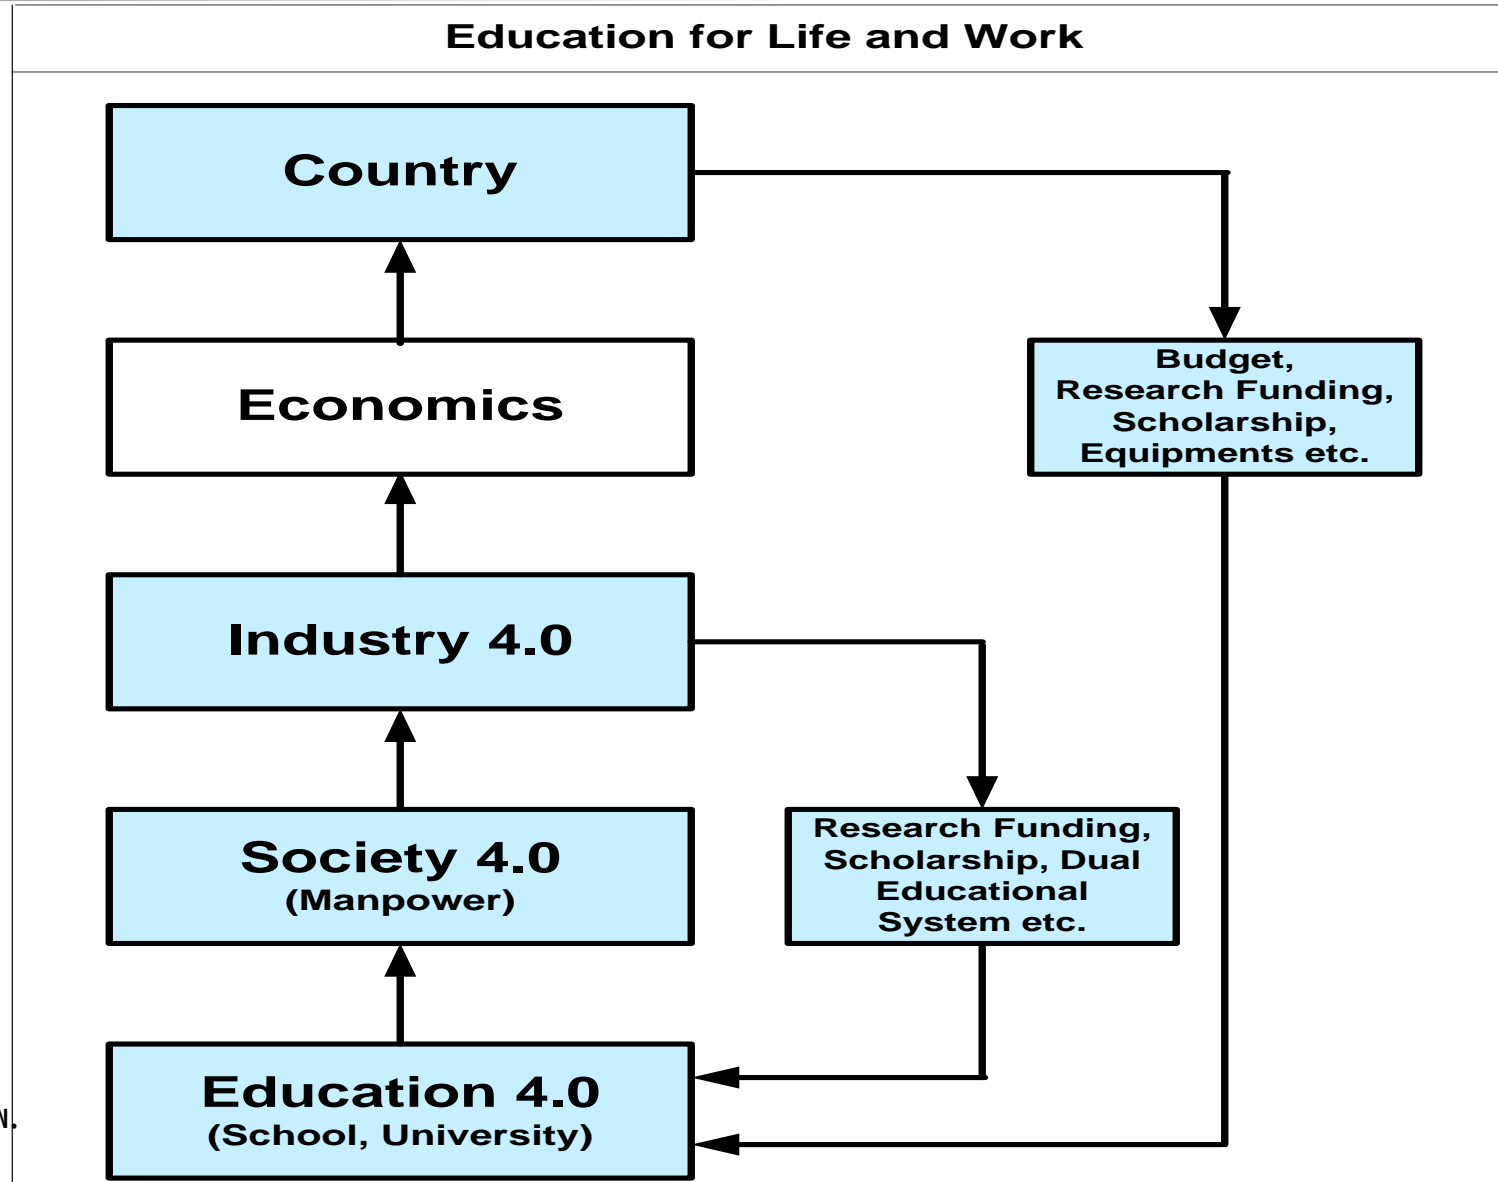 Education for Life and Work
Country
Economics
Budget,
Research Funding,
Scholarship,
Equipments etc.
Industry 4.0
Society 4.0
(Manpower)
Research Funding,
Scholarship, Dual
Educational
System etc.
Education 4.0
(School, University)
N.